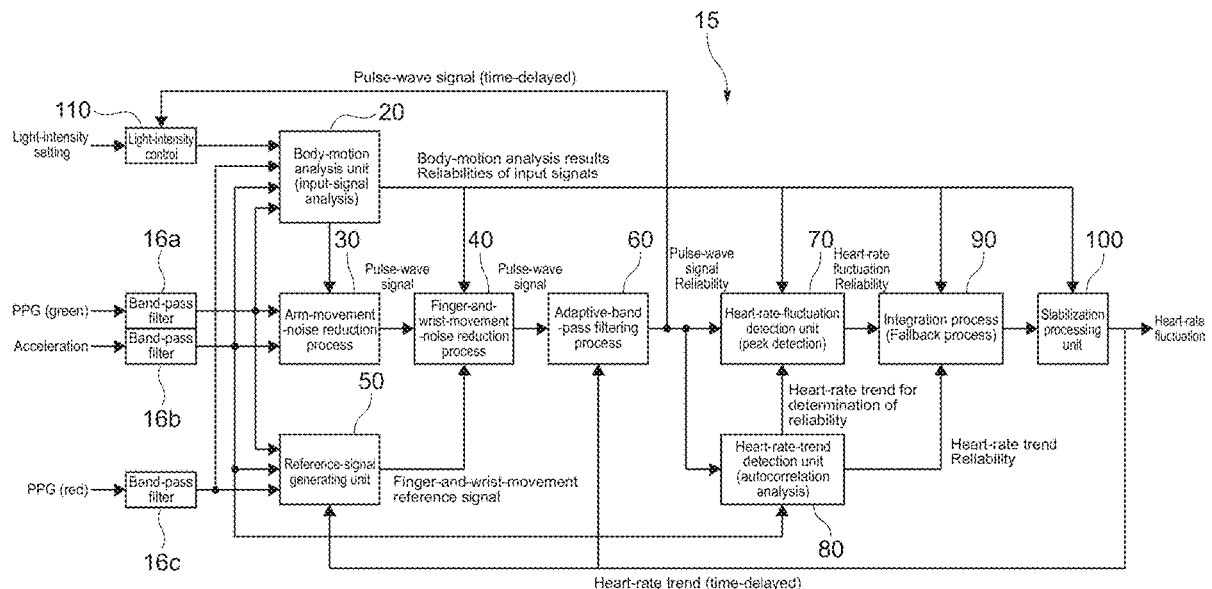 15
Pulse-wave signal (time-delayed)
110
20
Light-intensity
setting
Light-intensity
control
Body-motion
analysis unit
(input-signal
analysis)
Body-motion analysis results
Reliabilities of input signals
16a
30
40
60
70
90
100
Pulse-wave
signal
Pulse-wave
signal
Pulse-wave
signal
Reliability
Heart-rate
fluctuation
Reliability
PPG (green)
Band-pass
filter
Arm-movement
-noise reduction
process
Finger-and-
wrist-movement
-noise reduction
process
Adaptive-band
-pass filtering
process
Heart-rate-fluctuation
detection unit
(peak detection)
Integration process
(Fallback process)
Stabilization
processing
unit
Heart-rate
fluctuation
Acceleration
Band-pass
filter
16b
50
Heart-rate trend for
determination of
reliability
PPG (red)
Band-pass
filter
Reference-signal
generating unit
Finger-and-wrist-movement
reference signal
Heart-rate-trend
detection unit
(autocorrelation
analysis)
Heart-rate trend
Reliability
16c
80
Heart-rate trend (time-delayed)